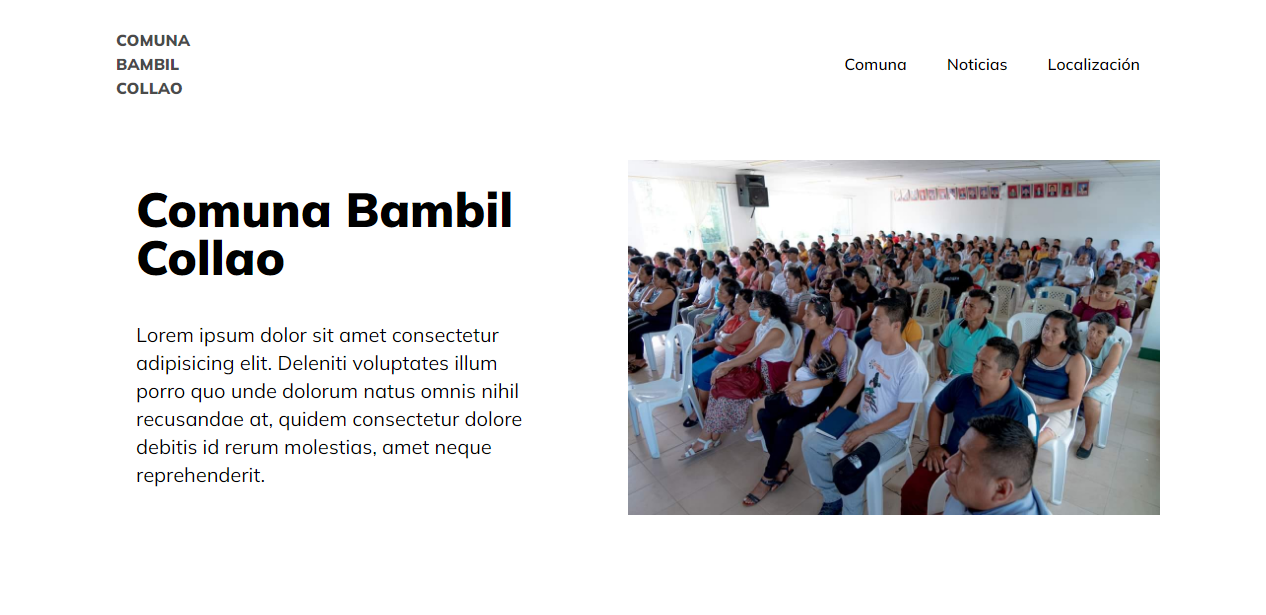 COMUNA
BAMBIL
COLLAO
Comuna Noticias Localización
Comuna Bambil
Collao
Lorem ipsum dolor sit amet consectetur
adipisicing elit. Deleniti voluptates illum
porro quo unde dolorum natus omnis nihil
recusandae at, quidem consectetur dolore
debitis id rerum molestias, amet neque
reprehenderit.